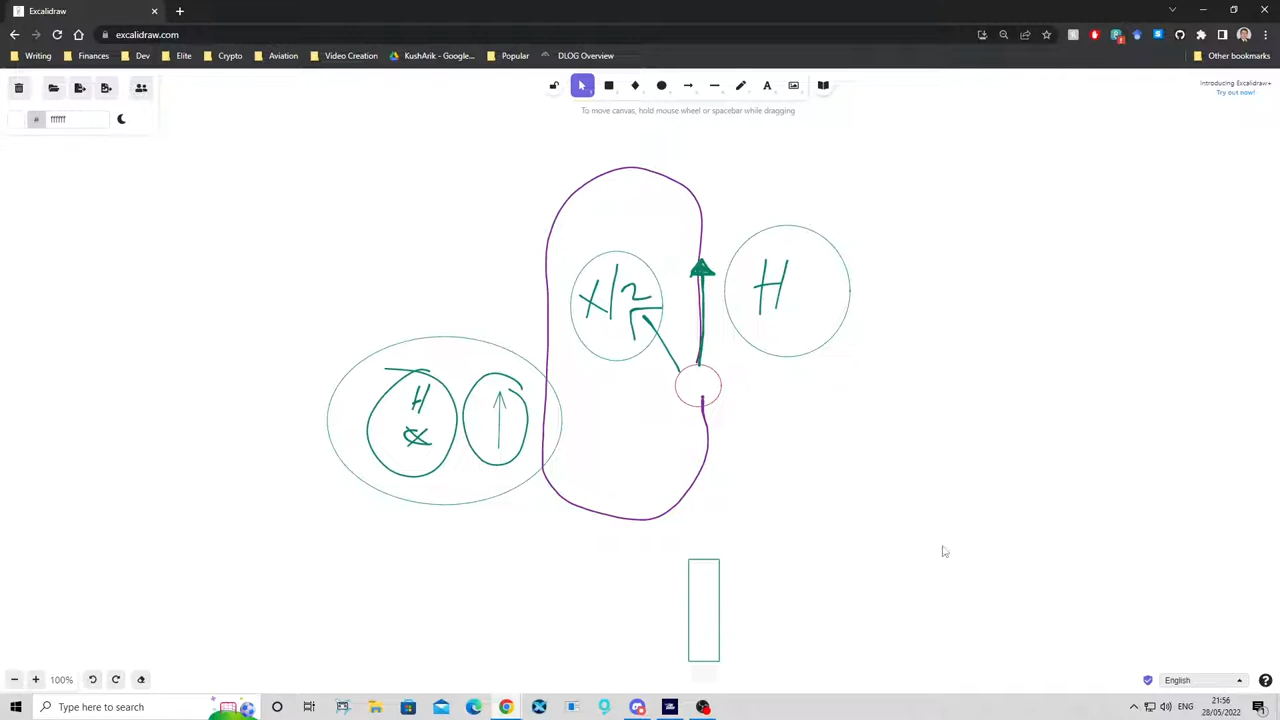 Excalidraw
excalidraw.com
Writing
Finances
Dev
Elite
Crypto
Aviation
Video Creation
KushArik - Google...
Popular
DLOG Overview
Other bookmarks
Introducing Excalidraw+
Try out now!
To move canvas, hold mouse wheel or spacebar while dragging
# ffffff
X/2
H
H
100%
English
Type here to search
ENG
21:56
28/05/2022